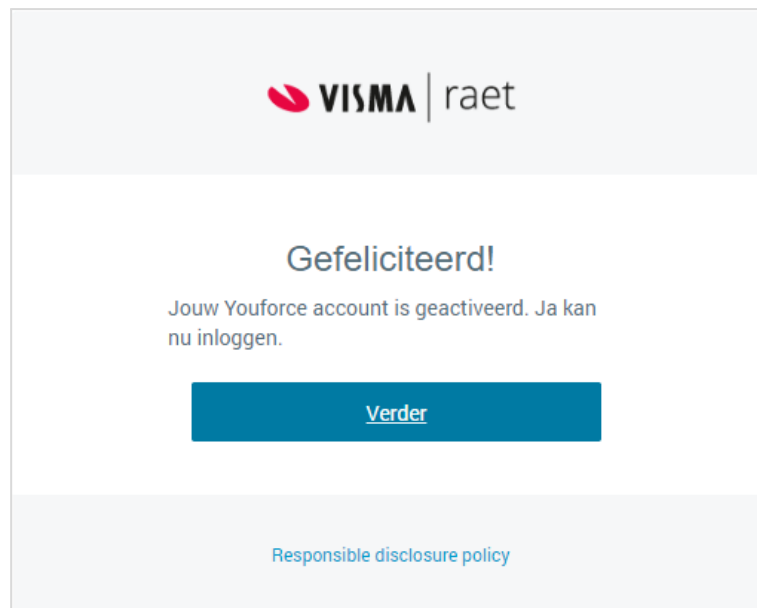 VISMA | raet
Gefeliciteerd!
Jouw Youforce account is geactiveerd. Ja kan
nu inloggen.
Verder
Responsible disclosure policy